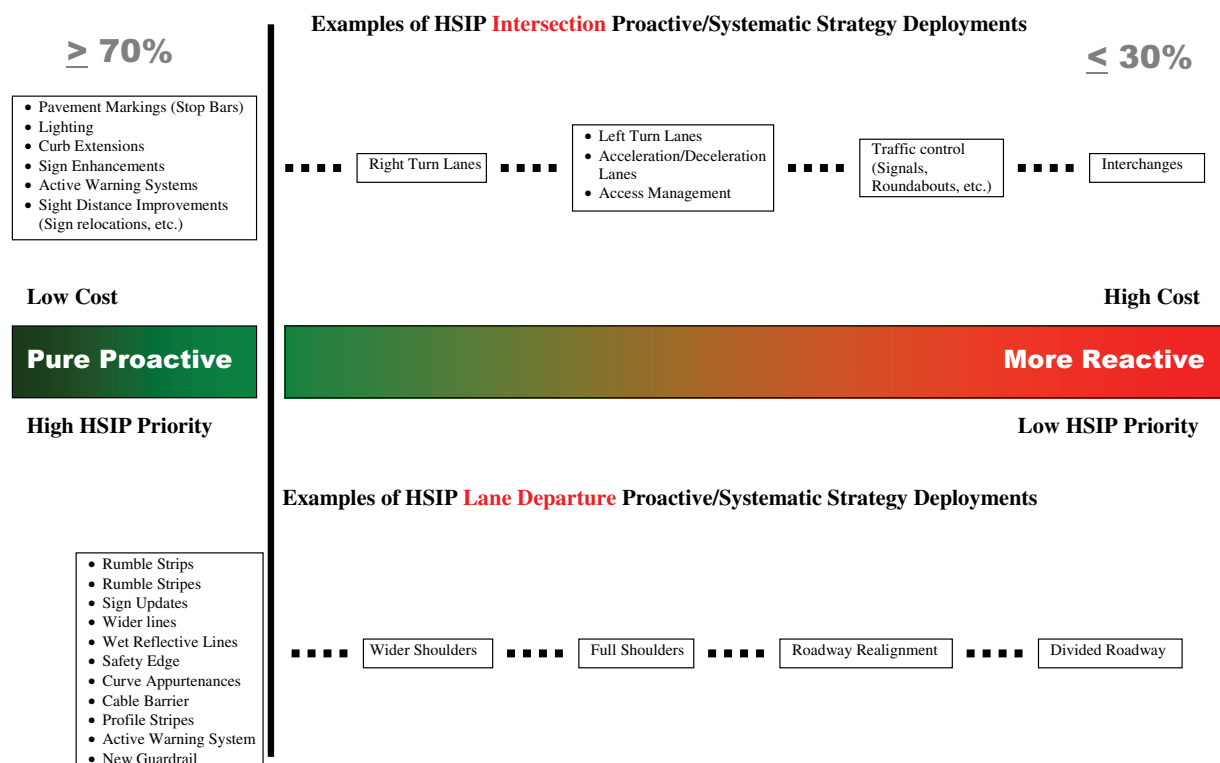 Examples of HSIP Intersection Proactive/Systematic Strategy Deployments
≥ 70%
≤ 30%
• Pavement Markings (Stop Bars)
• Lighting
• Curb Extensions
• Sign Enhancements
• Active Warning Systems
• Sight Distance Improvements
(Sign relocations, etc.)
Right Turn Lanes
• Left Turn Lanes
• Acceleration/Deceleration
Lanes
• Access Management
Traffic control
(Signals,
Roundabouts, etc.)
Interchanges
Low Cost
High Cost
Pure Proactive
More Reactive
High HSIP Priority
Low HSIP Priority
Examples of HSIP Lane Departure Proactive/Systematic Strategy Deployments
• Rumble Strips
• Rumble Stripes
• Sign Updates
• Wider lines
• Wet Reflective Lines
• Safety Edge
• Curve Appurtenances
• Cable Barrier
• Profile Stripes
• Active Warning System
• New Guardrail
Wider Shoulders
Full Shoulders
Roadway Realignment
Divided Roadway